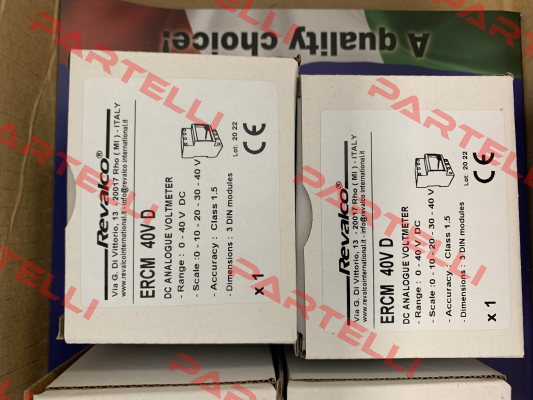 A quality choice!
Revalco®
Via G. Di Vittorio, 13 - 20017 Rho ( MI ) - ITALY
www.revalcointernational.it - info@revalco international.it
ERCM 40V D
DC ANALOGUE VOLTMETER
- Range : 0 - 40 V DC
- Scale : 0 - 10 - 20 - 30 - 40 V
- Accuracy : Class 1.5
- Dimensions : 3 DIN modules
x 1
Lot: 20 22
CE
Revalco®
Via G. Di Vittorio, 13 - 20017 Rho ( MI ) - ITALY
www.revalcointernational.it - info@revalco international.it
ERCM 40V D
DC ANALOGUE VOLTMETER
- Range : 0 - 40 V DC
- Scale : 0 - 10 - 20 - 30 - 40 V
- Accuracy : Class 1.5
- Dimensions : 3 DIN modules
x 1
Lot: 20 22
CE
PARTELLI
PARTELLI
PARTELLI
PARTELLI
PARTELLI